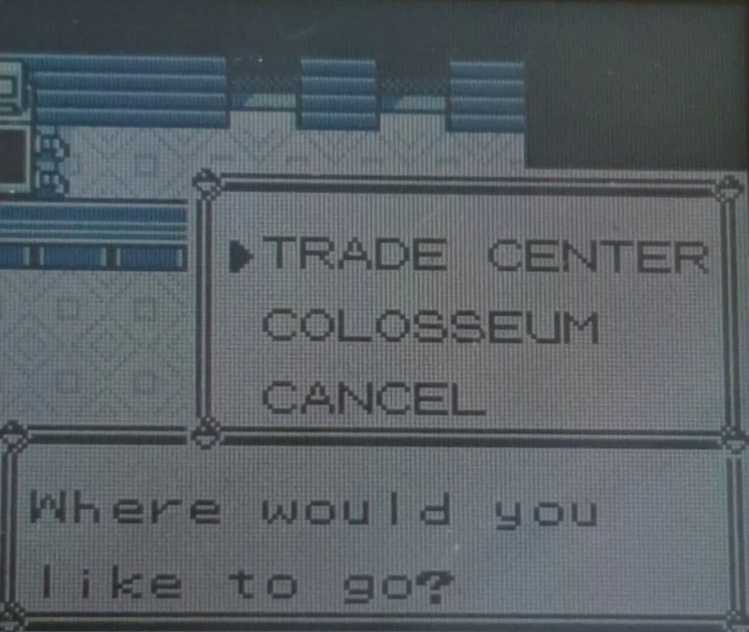 TRADE CENTER
COLOSSEUM
CANCEL
Where would you
like to go?